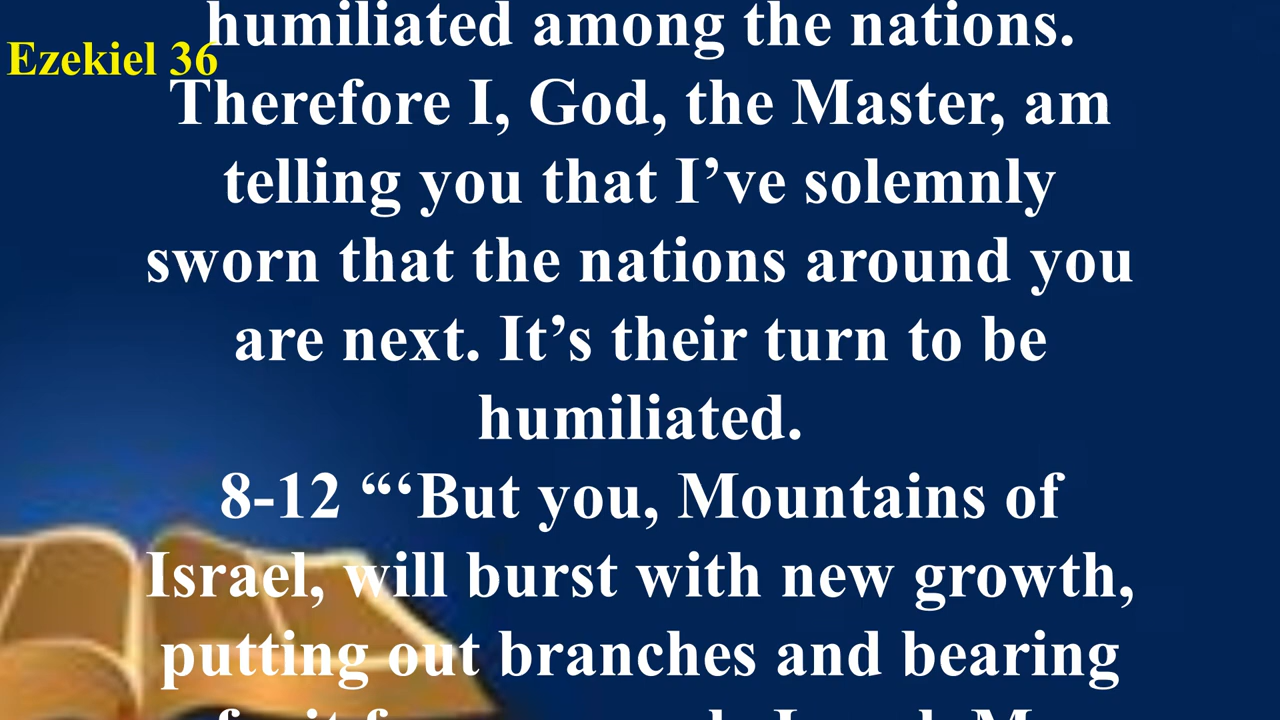 Ezekiel 36
humiliated among the nations.
Therefore I, God, the Master, am
telling you that I’ve solemnly
sworn that the nations around you
are next. It’s their turn to be
humiliated.
8-12 “‘But you, Mountains of
Israel, will burst with new growth,
putting out branches and bearing